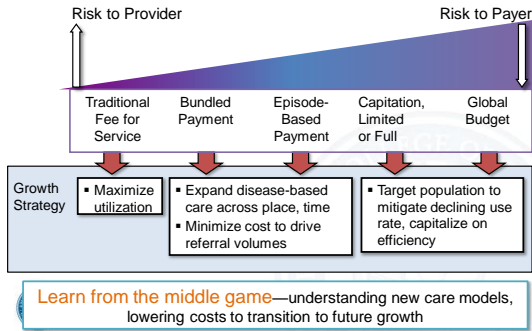 Risk to Provider
Risk to Payer
Traditional
Fee for
Service
Bundled
Payment
Episode-
Based
Payment
Capitation,
Limited
or Full
Global
Budget
Growth
Strategy
▪ Maximize
utilization
▪ Expand disease-based
care across place, time
▪ Minimize cost to drive
referral volumes
▪ Target population to
mitigate declining use
rate, capitalize on
efficiency
Learn from the middle game—understanding new care models,
lowering costs to transition to future growth